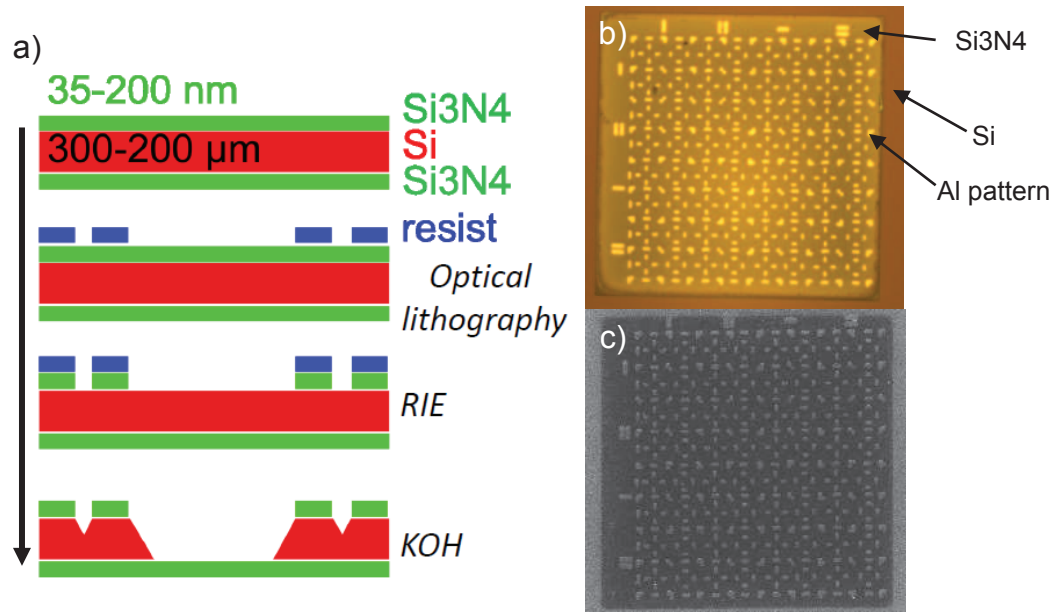 a)
35-200 nm
Si3N4
300-200 µm
Si
Si3N4
resist
Optical
lithography
RIE
KOH
b)
Si3N4
Si
Al pattern
c)